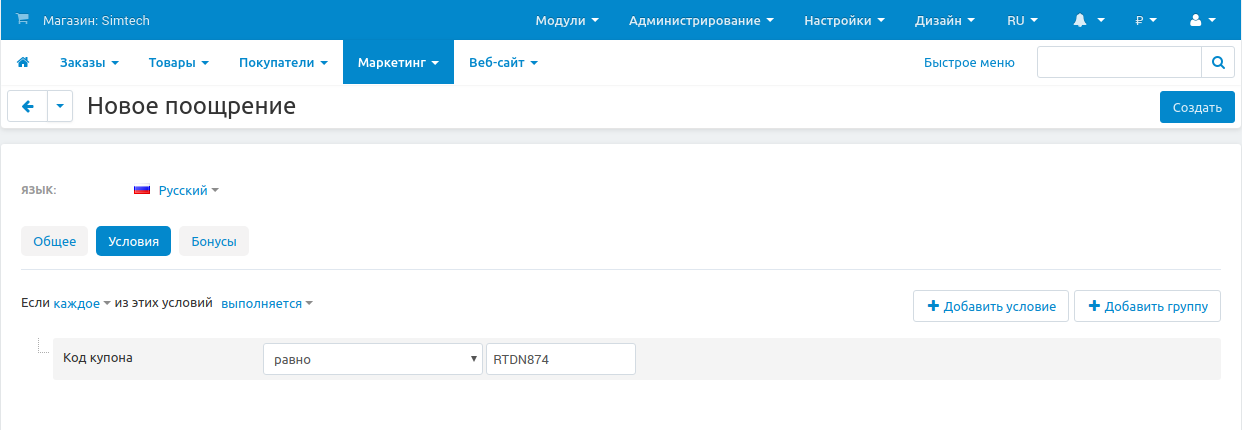 Магазин: Simtech Модули Администрирование Настройки Дизайн RU ₽
Заказы Товары Покупатели Маркетинг Веб-сайт Быстрое меню
Новое поощрение Создать
ЯЗЫК: Русский
Общее Условия Бонусы
Если каждое из этих условий выполняется Добавить условие Добавить группу
Код купона равно RTDN874